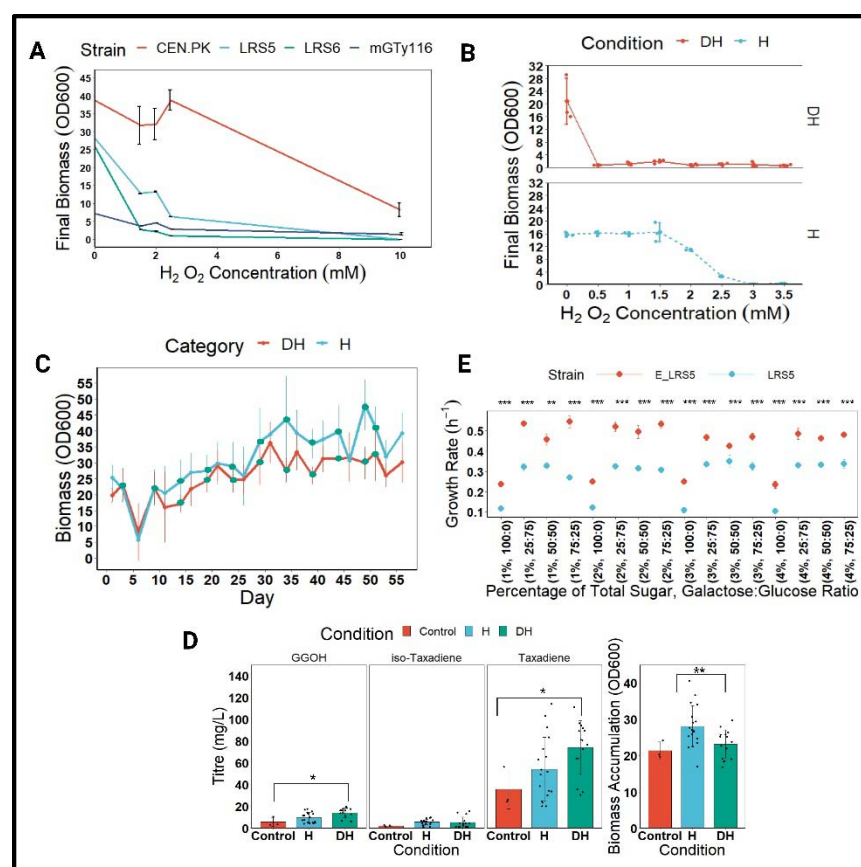 A
Strain CEN.PK LRS5 LRS6 mGTy116
Final Biomass (OD600)
45
40
35
30
25
20
15
10
5
0
0 2 4 6 8 10
H2 O2 Concentration (mM)
B
Condition DH H
Final Biomass (OD600)
32
28
24
20
16
12
8
4
0
DH
32
28
24
20
16
12
8
4
0
H
0 0.5 1 1.5 2 2.5 3 3.5
H2 O2 Concentration (mM)
C
Category DH H
Biomass (OD600)
55
50
45
40
35
30
25
20
15
10
5
0
0 5 10 15 20 25 30 35 40 45 50 55
Day
E
Strain E_LRS5 LRS5
*** *** ** *** *** *** *** *** *** *** *** *** *** *** *** ***
Growth Rate (h−1)
0.5
0.4
0.3
0.2
0.1
(1%, 100:0)
(1%, 25:75)
(1%, 50:50)
(1%, 75:25)
(2%, 100:0)
(2%, 25:75)
(2%, 50:50)
(2%, 75:25)
(3%, 100:0)
(3%, 25:75)
(3%, 50:50)
(3%, 75:25)
(4%, 100:0)
(4%, 25:75)
(4%, 50:50)
(4%, 75:25)
Percentage of Total Sugar, Galactose:Glucose Ratio
D
Condition Control H DH
GGOH iso-Taxadiene Taxadiene
Titre (mg/L)
140
120
100
80
60
40
20
0
*
*
Control H DH Control H DH Control H DH
Condition
Biomass Accumulation (OD600)
40
30
20
10
0
**
Control H DH